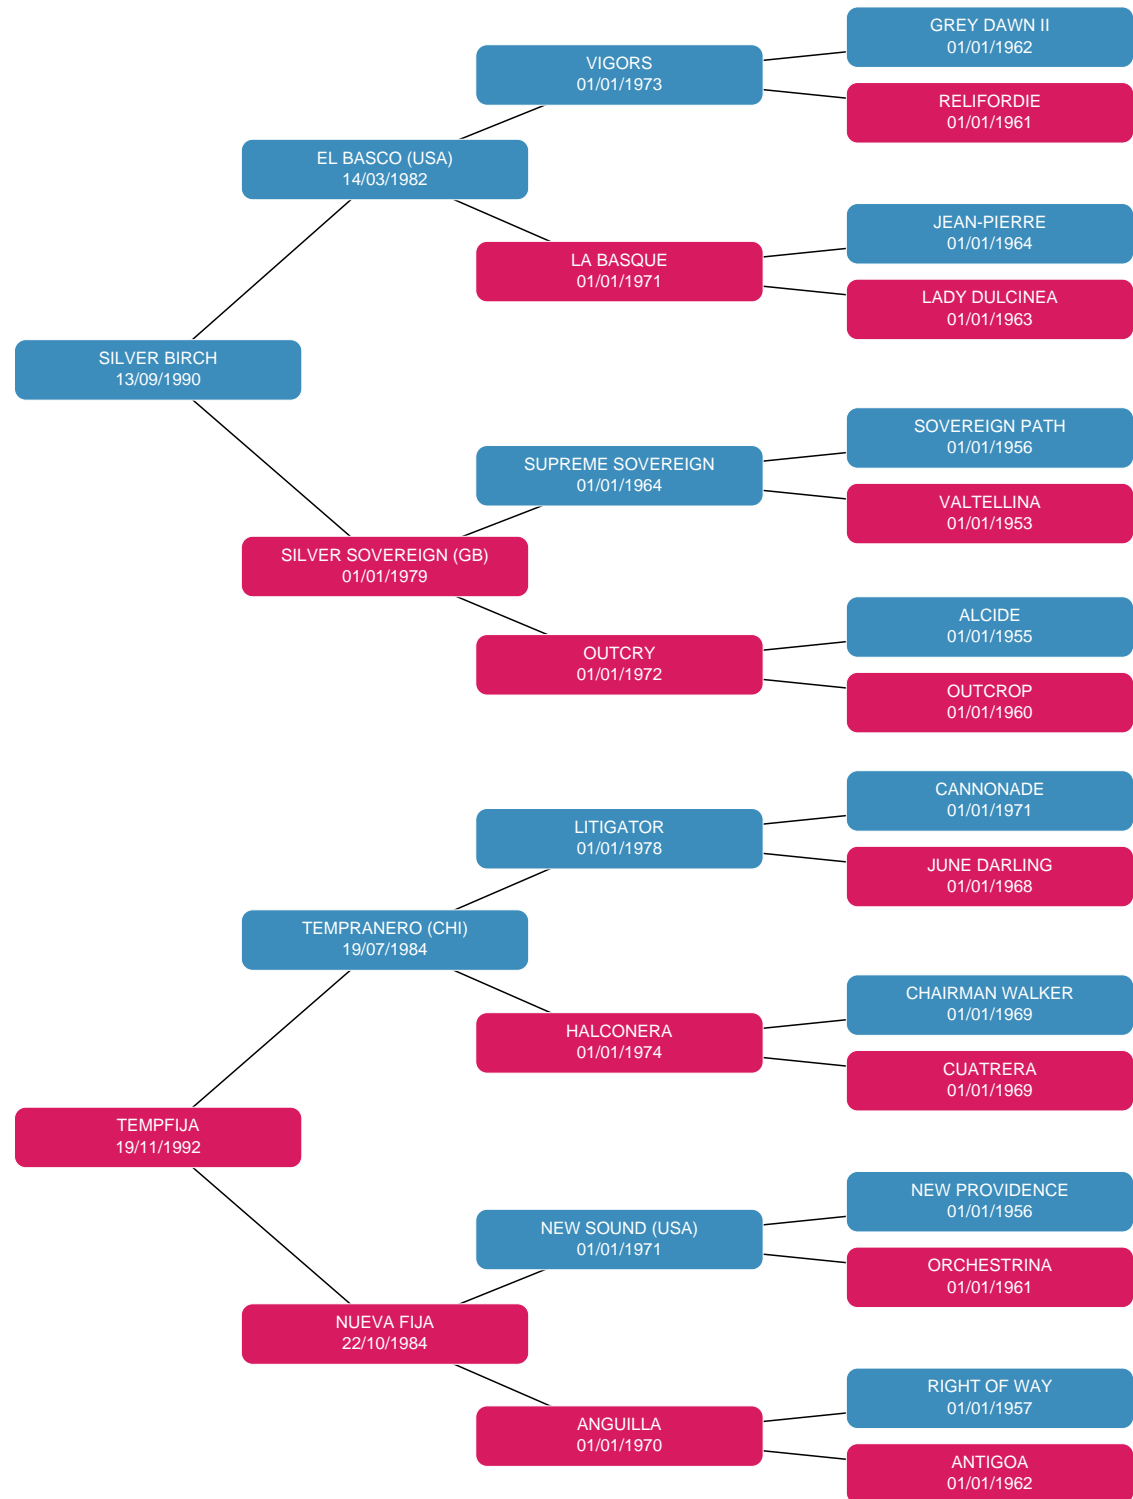 GREY DAWN II
01/01/1962
VIGORS
01/01/1973
RELIFORDIE
01/01/1961
EL BASCO (USA)
14/03/1982
JEAN-PIERRE
01/01/1964
LA BASQUE
01/01/1971
LADY DULCINEA
01/01/1963
SILVER BIRCH
13/09/1990
SOVEREIGN PATH
01/01/1956
SUPREME SOVEREIGN
01/01/1964
VALTELLINA
01/01/1953
SILVER SOVEREIGN (GB)
01/01/1979
ALCIDE
01/01/1955
OUTCRY
01/01/1972
OUTCROP
01/01/1960
CANNONADE
01/01/1971
LITIGATOR
01/01/1978
JUNE DARLING
01/01/1968
TEMPRANERO (CHI)
19/07/1984
CHAIRMAN WALKER
01/01/1969
HALCONERA
01/01/1974
CUATRERA
01/01/1969
TEMPFIJA
19/11/1992
NEW PROVIDENCE
01/01/1956
NEW SOUND (USA)
01/01/1971
ORCHESTRINA
01/01/1961
NUEVA FIJA
22/10/1984
RIGHT OF WAY
01/01/1957
ANGUILLA
01/01/1970
ANTIGOA
01/01/1962